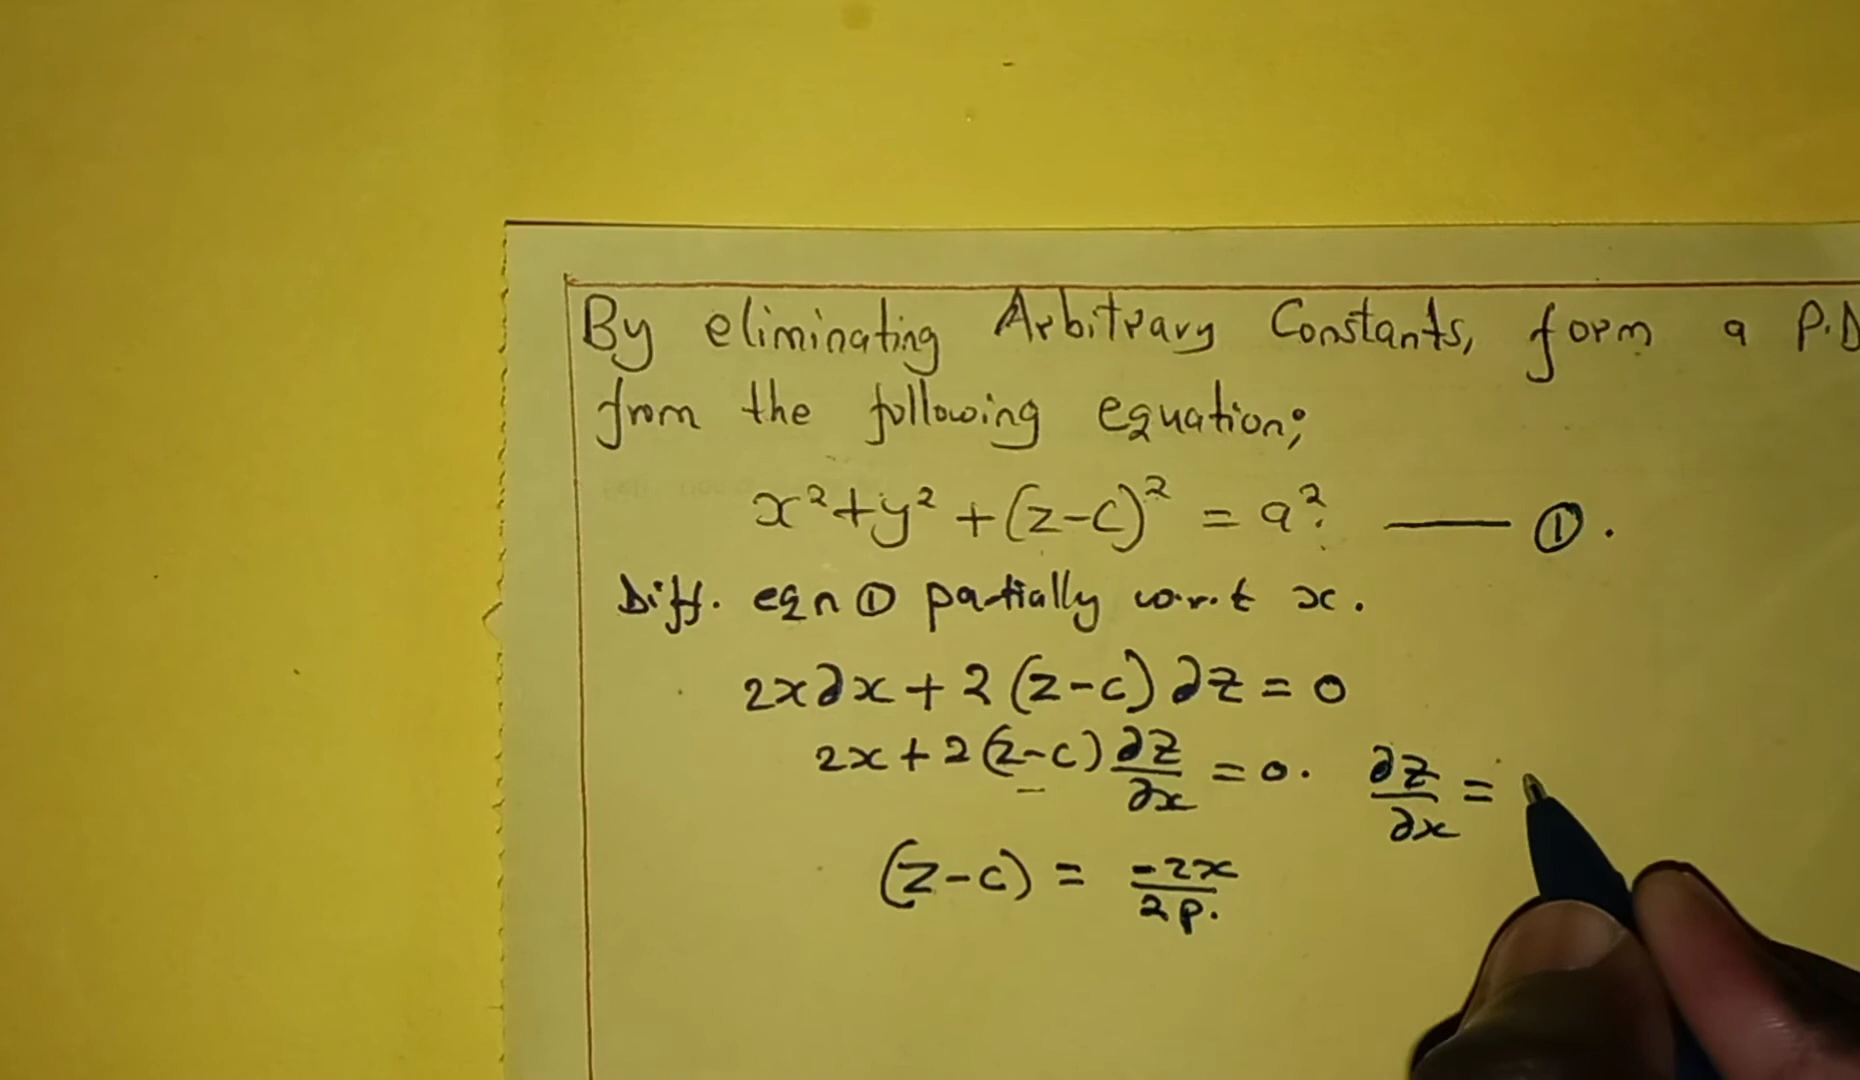 By eliminating Arbitrary Constants, form a P.D
from the following equation;
x²+y²+(z-c)² = a². —— ①.
Diff. eqn ① partially w.r.t x.
2x∂x+2(z-c)∂z=0
2x+2(z-c)∂z/∂x=0. ∂z/∂x=
(z-c) = -2x/2p.